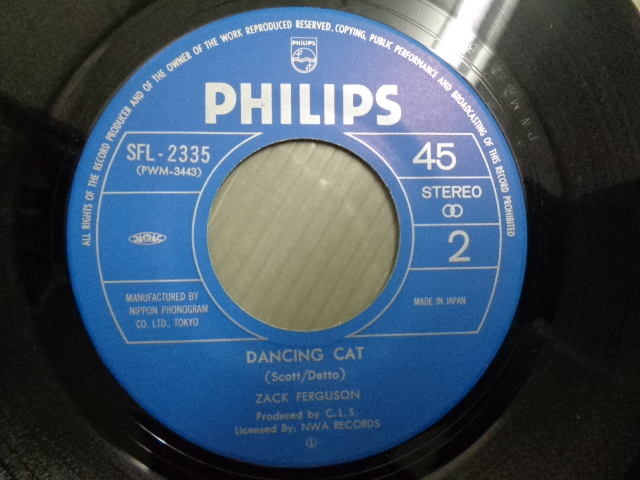 ALL RIGHTS OF THE RECORD PRODUCER AND OF THE OWNER OF THE WORK REPRODUCED RESERVED. COPYING, PUBLIC PERFORMANCE AND BROADCASTING OF THIS RECORD PROHIBITED
PHILIPS
PHILIPS
SFL-2335
(PWM-3443)
45
STEREO
2
JASRAC
MANUFACTURED BY
NIPPON PHONOGRAM
CO. LTD., TOKYO
MADE IN JAPAN
DANCING CAT
(Scott/Detto)
ZACK FERGUSON
Produced by C.L.S.
Licensed By: NWA RECORDS
①